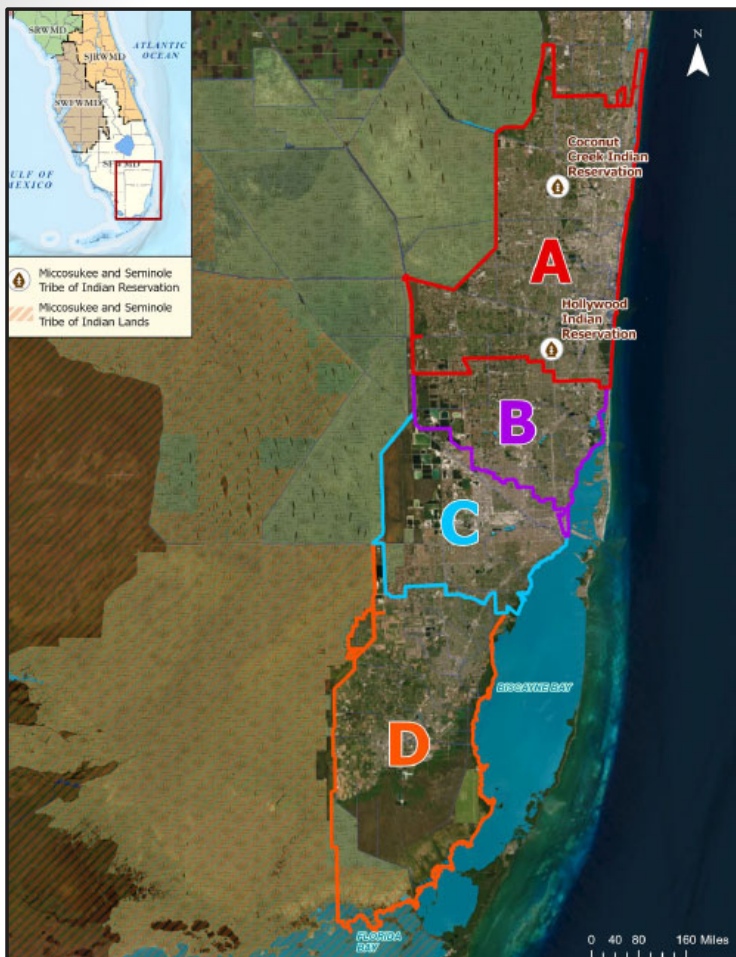 SRWMD
SJRWMD
ATLANTIC
OCEAN
SWFWMD
SFWMD
GULF OF
MEXICO
Miccosukee and Seminole
Tribe of Indian Reservation
Miccosukee and Seminole
Tribe of Indian Lands
N
Coconut
Creek Indian
Reservation
A
Hollywood
Indian
Reservation
B
C
BISCAYNE BAY
D
FLORIDA
BAY
0 40 80 160 Miles